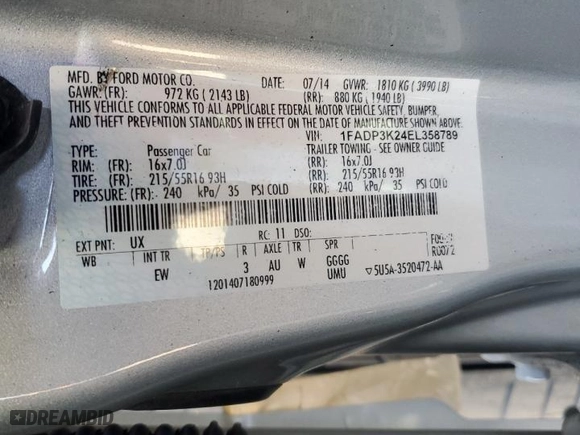 MFD. BY FORD MOTOR CO. DATE: 07/14 GVWR: 1810 KG ( 3990 LB)
GAWR: (FR): 972 KG ( 2143 LB) (RR): 880 KG ( 1940 LB)
THIS VEHICLE CONFORMS TO ALL APPLICABLE FEDERAL MOTOR VEHICLE SAFETY, BUMPER,
AND THEFT PREVENTION STANDARDS IN EFFECT ON THE DATE OF MANUFACTURE SHOWN ABOVE.
VIN: 1FADP3K24EL358789
TYPE: Passenger Car TRAILER TOWING - SEE OWNER GUIDE
RIM: (FR): 16x7.0J (RR): 16x7.0J
TIRE: (FR): 215/55R16 93H (RR): 215/55R16 93H
PRESSURE: (FR): 240 kPa/ 35 PSI COLD (RR): 240 kPa/ 35 PSI COLD
EXT PNT: UX RC: 11 DSO:
WB INT TR TP/PS R AXLE TR SPR
EW 3 AU W GGGG
UMU
1201407180999
▽5U5A-3520472-AA
DREAMBID